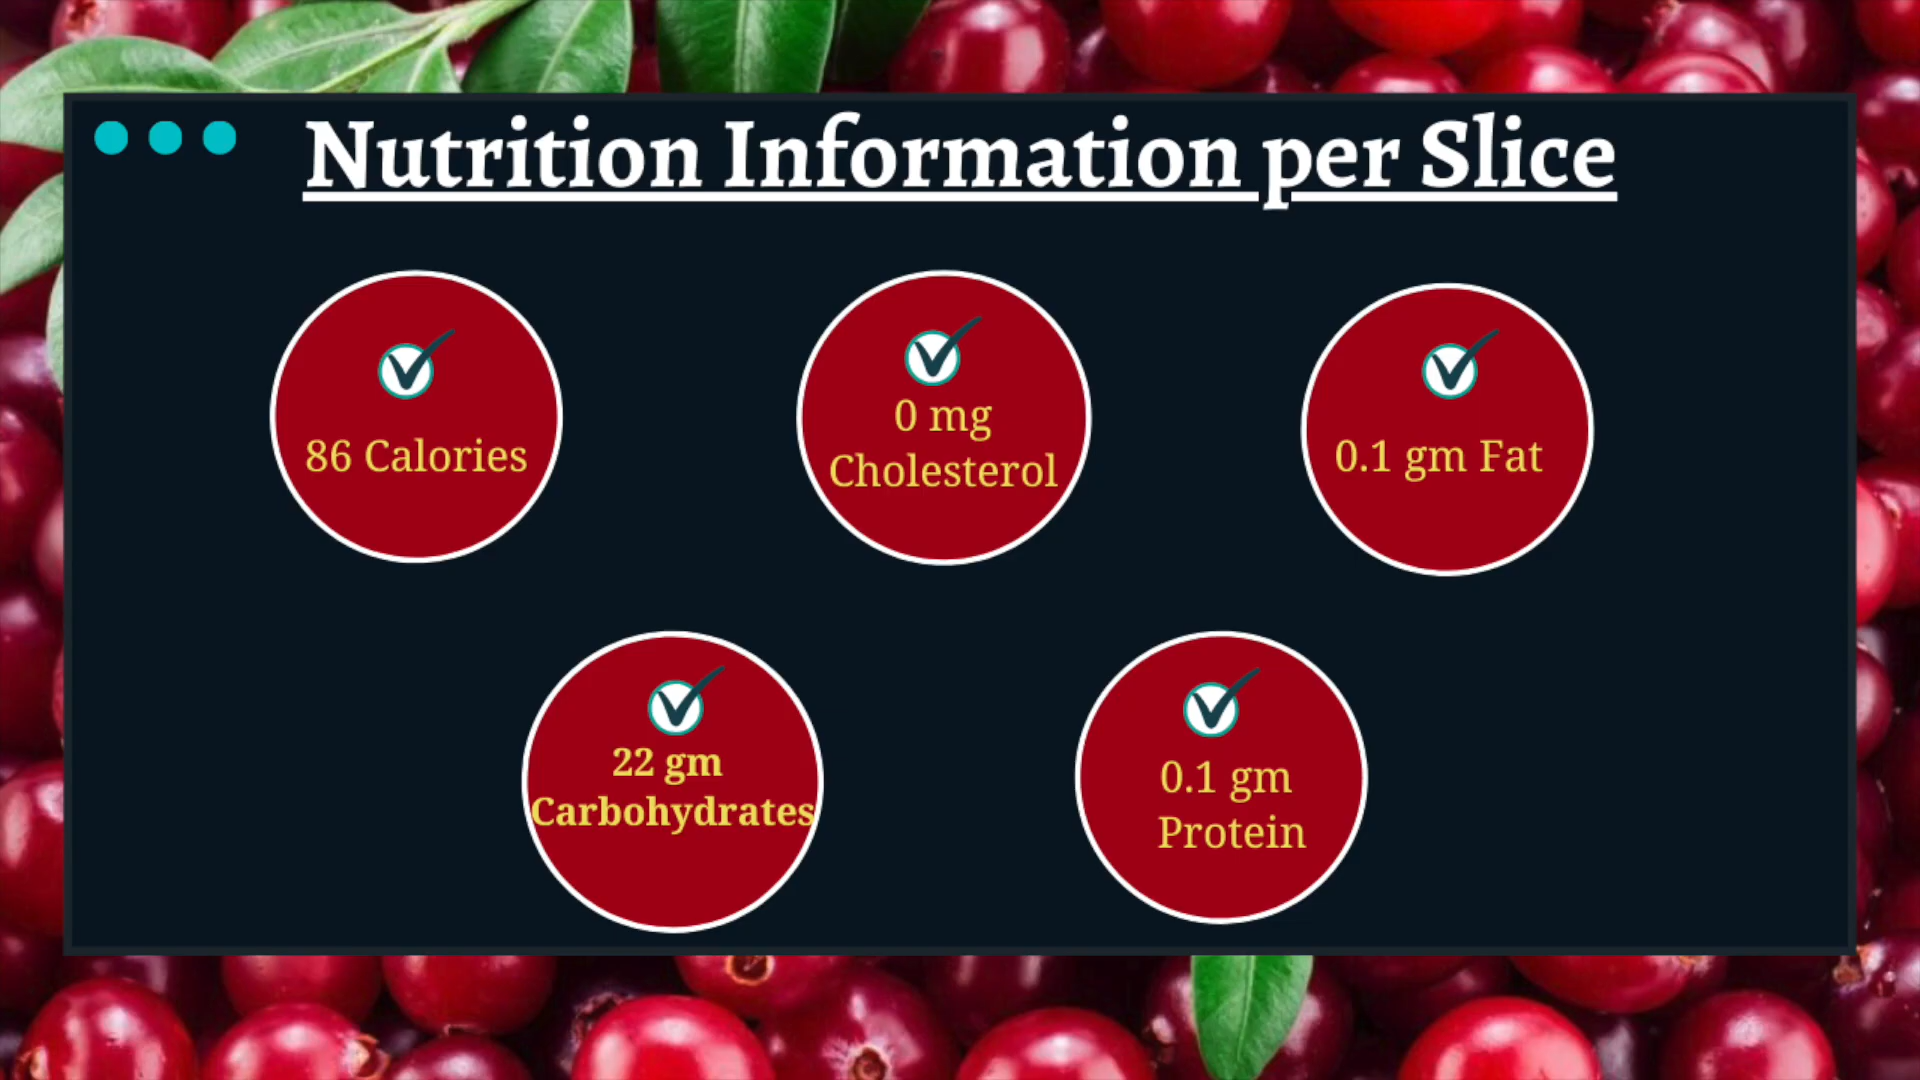 Nutrition Information per Slice
86 Calories
0 mg
Cholesterol
0.1 gm Fat
22 gm
Carbohydrates
0.1 gm
Protein